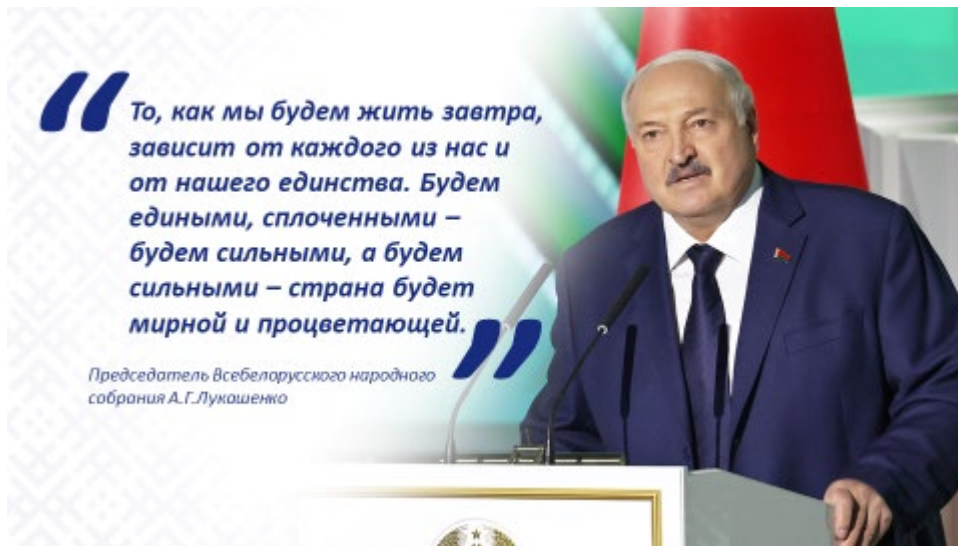 То, как мы будем жить завтра,
зависит от каждого из нас и
от нашего единства. Будем
едиными, сплоченными –
будем сильными, а будем
сильными – страна будет
мирной и процветающей.
Председатель Всебелорусского народного
собрания А.Г.Лукашенко